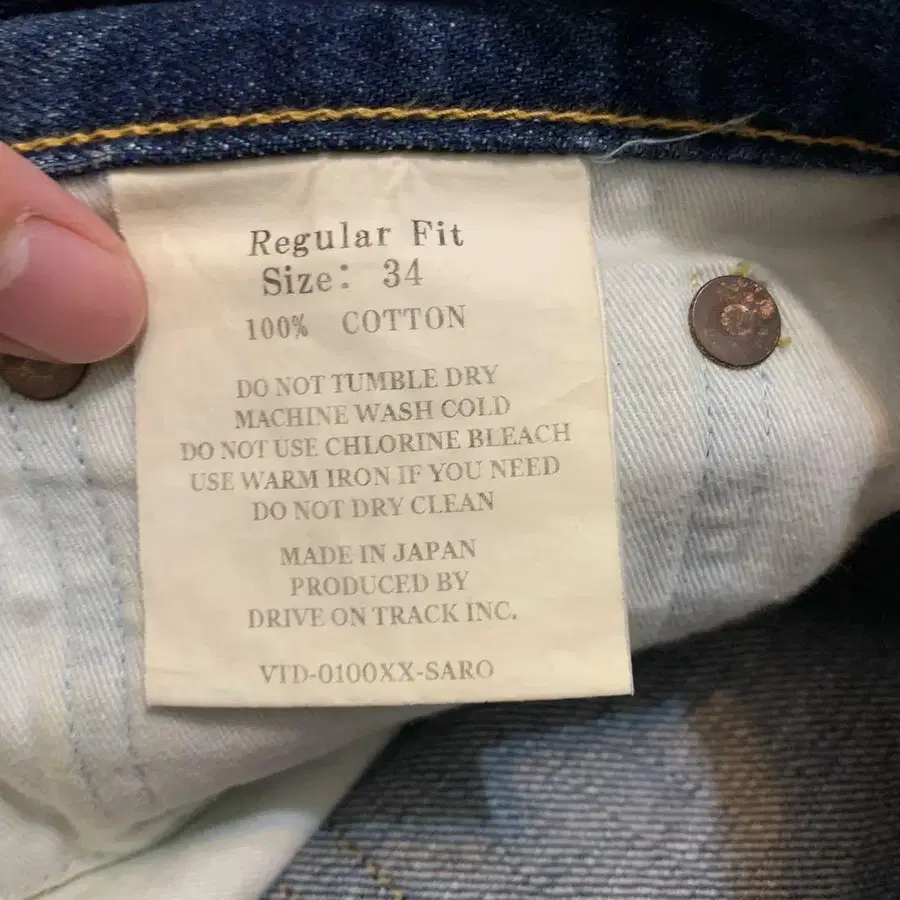 Regular Fit
Size: 34
100% COTTON
DO NOT TUMBLE DRY
MACHINE WASH COLD
DO NOT USE CHLORINE BLEACH
USE WARM IRON IF YOU NEED
DO NOT DRY CLEAN
MADE IN JAPAN
PRODUCED BY
DRIVE ON TRACK INC.
VTD-0100XX-SARO